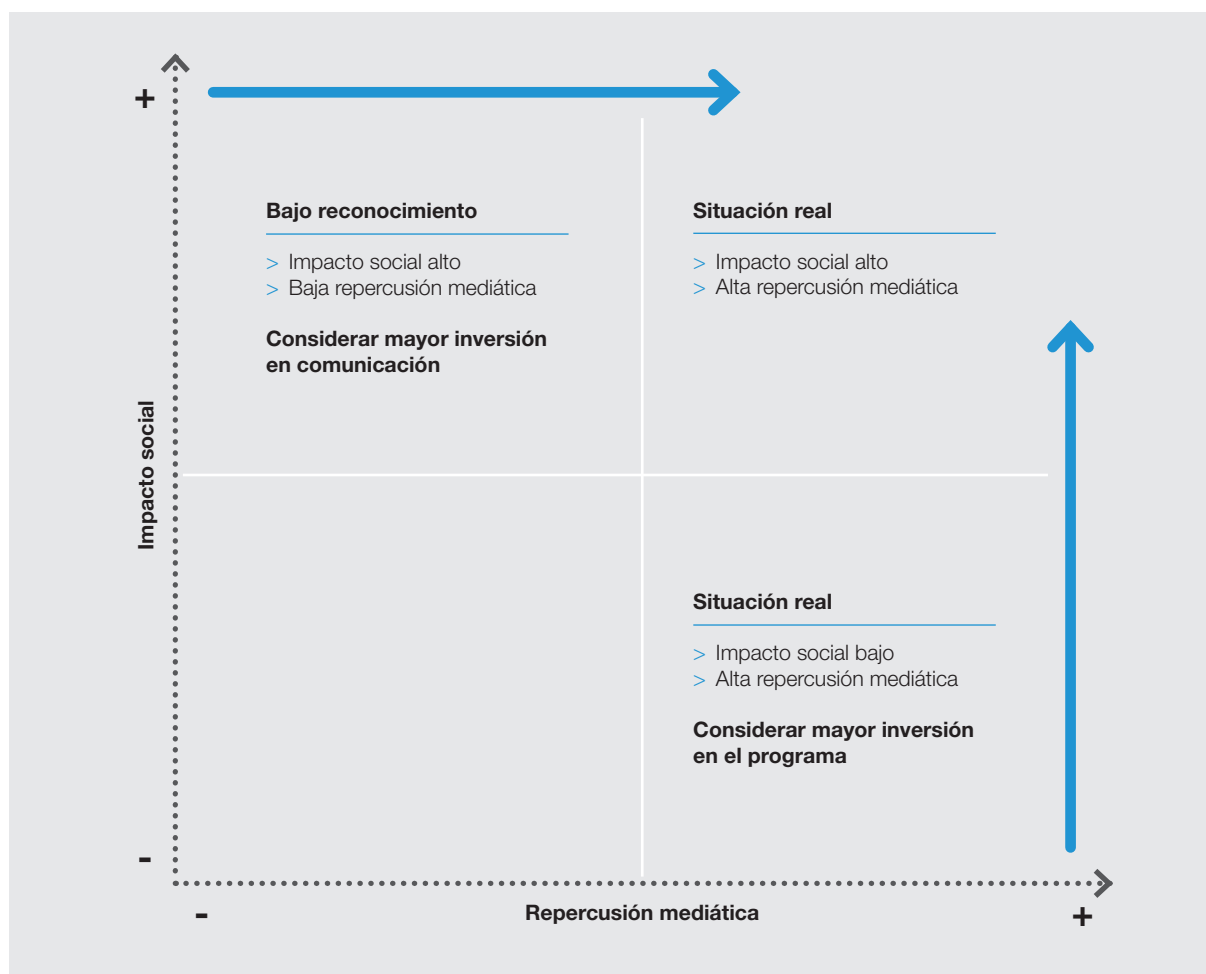 +
Bajo reconocimiento
> Impacto social alto
> Baja repercusión mediática
Considerar mayor inversión
en comunicación
Situación real
> Impacto social alto
> Alta repercusión mediática
Impacto social
Situación real
> Impacto social bajo
> Alta repercusión mediática
Considerar mayor inversión
en el programa
-
-
Repercusión mediática
+